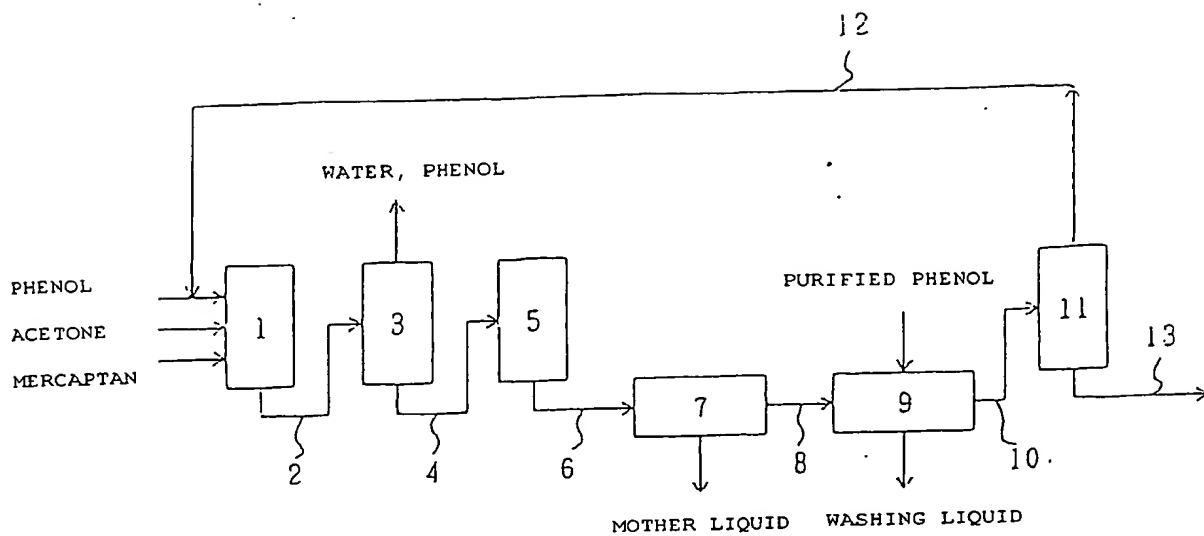 12
WATER, PHENOL
PHENOL
ACETONE
MERCAPTAN
1
3
5
PURIFIED PHENOL
11
13
7
9
2
4
6
8
10.
MOTHER LIQUID
WASHING LIQUID